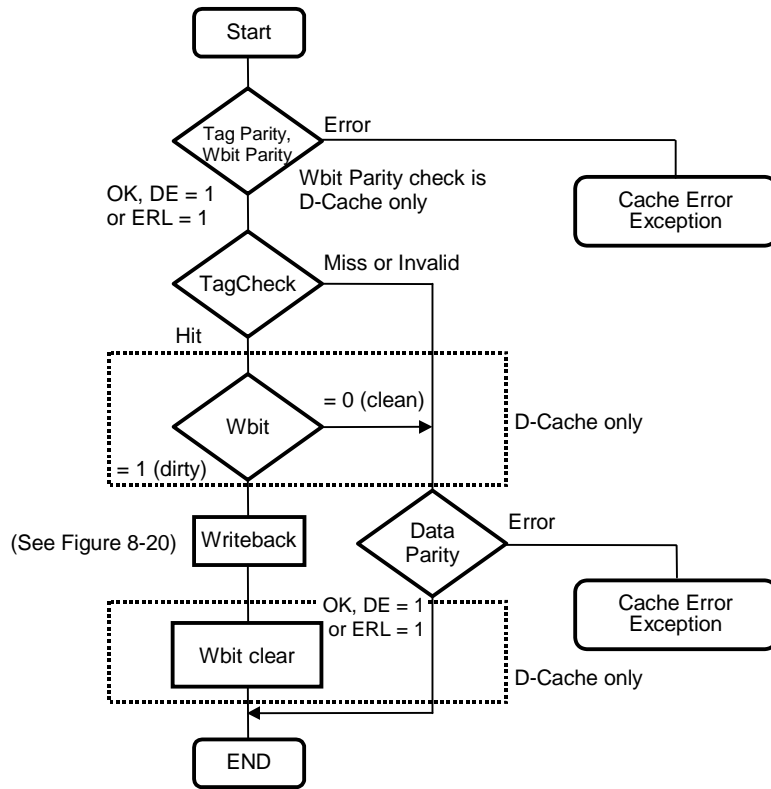 Start
Tag Parity,
Wbit Parity
Error
Wbit Parity check is
D-Cache only
OK, DE = 1
or ERL = 1
Cache Error
Exception
TagCheck
Miss or Invalid
Hit
Wbit
= 0 (clean)
D-Cache only
= 1 (dirty)
(See Figure 8-20)
Writeback
Data
Parity
Error
OK, DE = 1
or ERL = 1
Cache Error
Exception
Wbit clear
D-Cache only
END